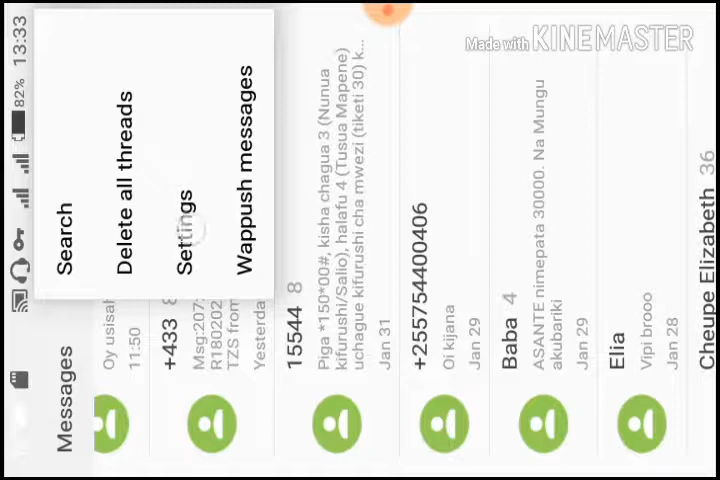 82% 13:33
Made with KINEMASTER
Messages
Search
Delete all threads
Settings
Wappush messages
Oy usisah
11:50
+433
Msg:207:
R180202
TZS from
Yesterda
15544 8
Piga *150*00#, kisha chagua 3 (Nunua
kifurushi/Salio), halafu 4 (Tusua Mapene)
uchague kifurushi cha mwezi (tiketi 30) k...
Jan 31
+255754400406
Oi kijana
Jan 29
Baba 4
ASANTE nimepata 30000. Na Mungu
akubariki
Jan 29
Elia
Vipi brooo
Jan 28
Cheupe Elizabeth 36